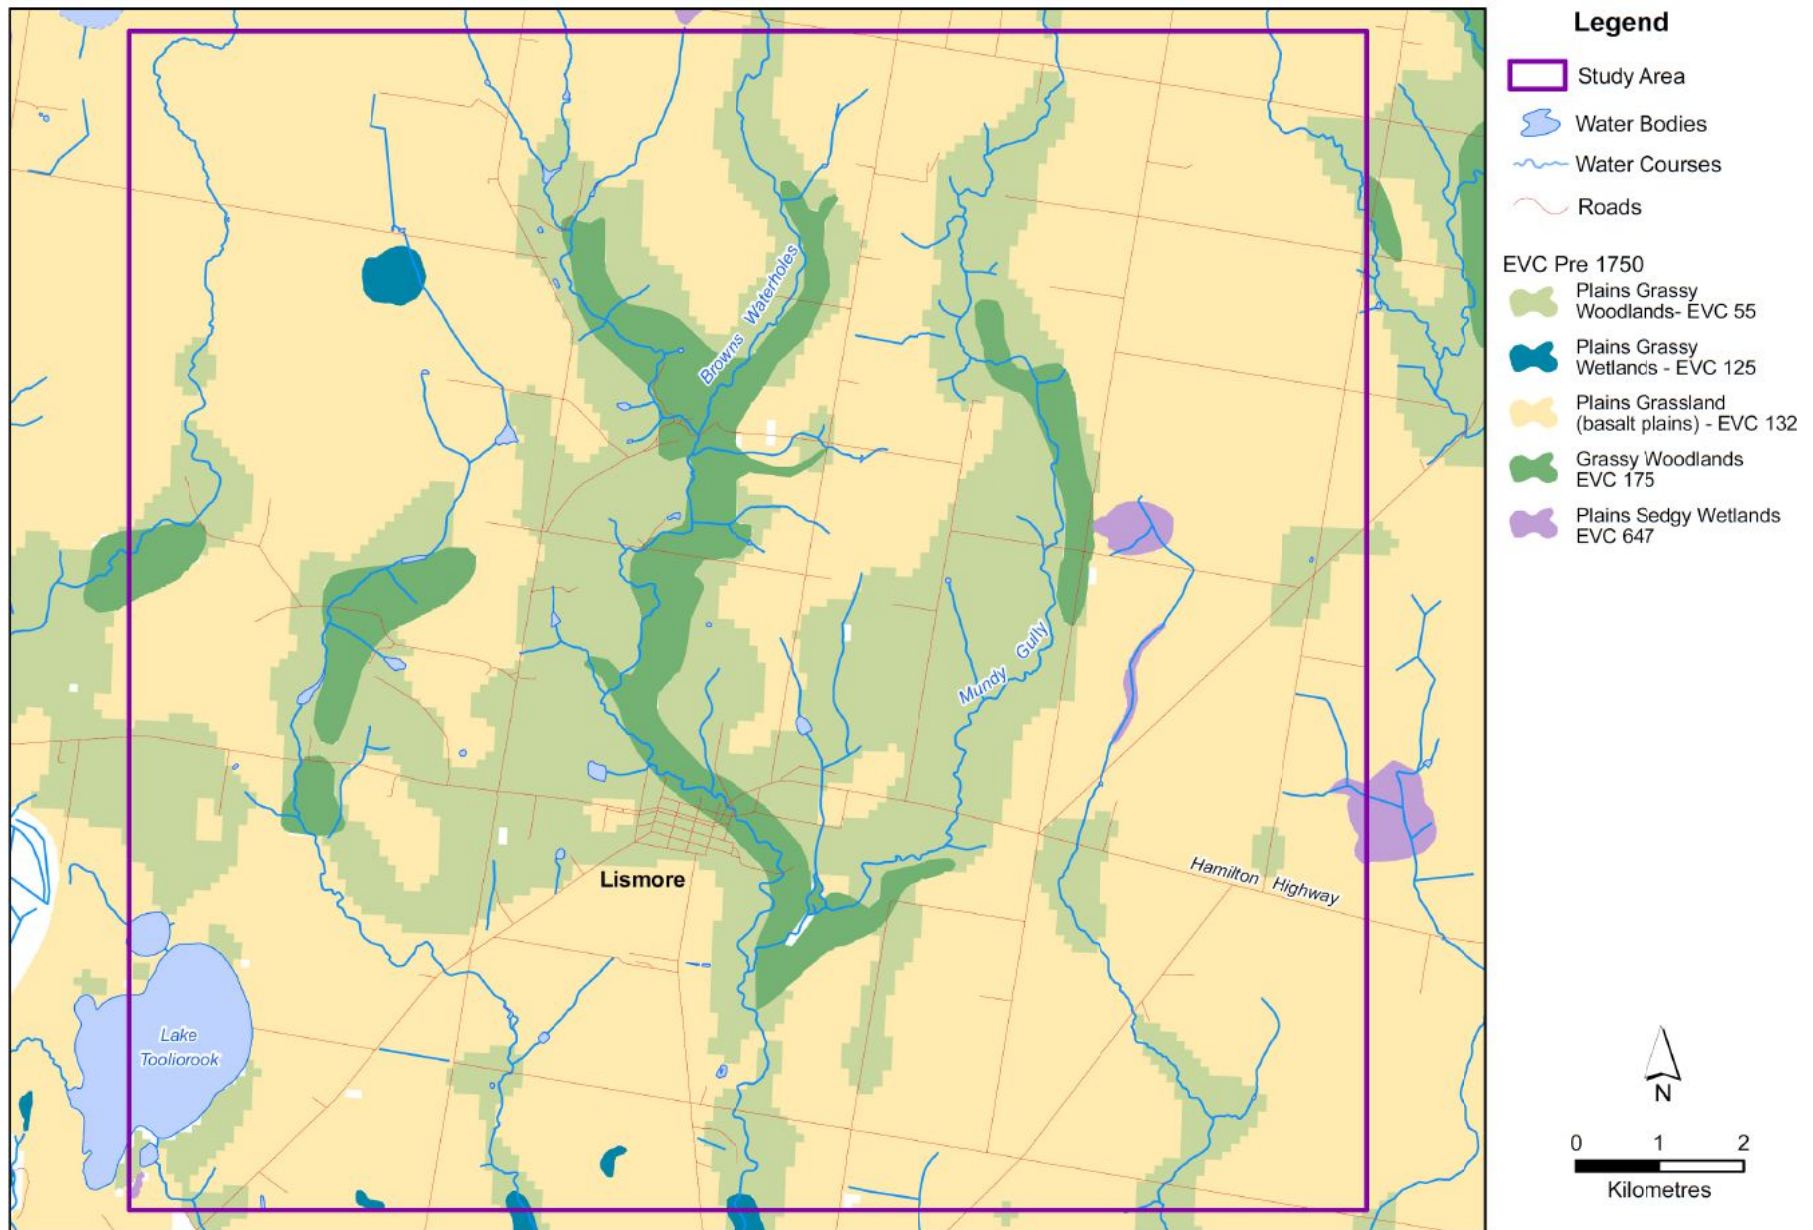 Legend
Study Area
Water Bodies
Water Courses
Roads
EVC Pre 1750
Plains Grassy
Woodlands- EVC 55
Plains Grassy
Wetlands - EVC 125
Plains Grassland
(basalt plains) - EVC 132
Grassy Woodlands
EVC 175
Plains Sedgy Wetlands
EVC 647
Browns Waterholes
Mundy Gully
Hamilton Highway
Lismore
Lake
Tooliorook
N
0 1 2
Kilometres